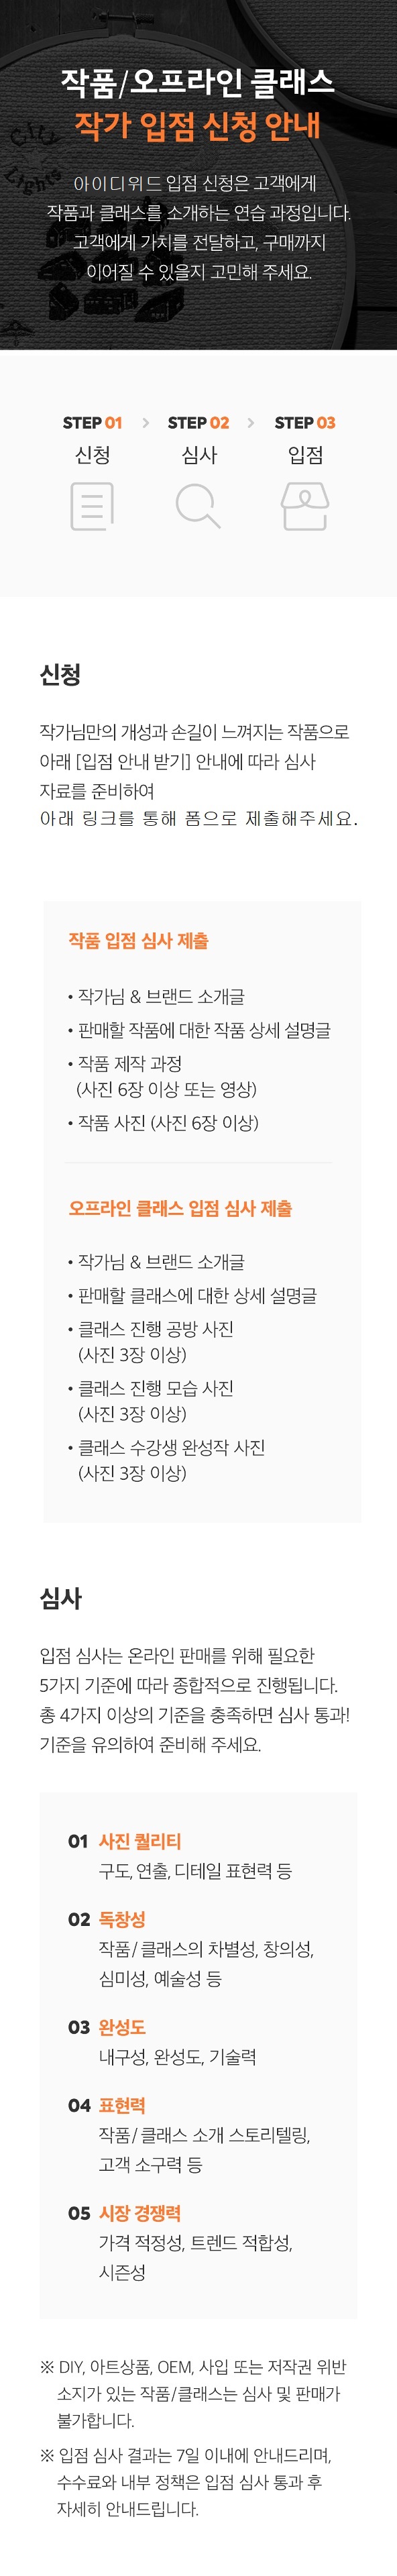 작품/오프라인 클래스
작가 입점 신청 안내
City
Lights
아이디위드 입점 신청은 고객에게
작품과 클래스를 소개하는 연습 과정입니다.
고객에게 가치를 전달하고, 구매까지
이어질 수 있을지 고민해 주세요.
STEP 01 > STEP 02 > STEP 03
신청 심사 입점
신청
작가님만의 개성과 손길이 느껴지는 작품으로
아래 [입점 안내 받기] 안내에 따라 심사
자료를 준비하여
아래 링크를 통해 폼으로 제출해주세요.
작품 입점 심사 제출
• 작가님 & 브랜드 소개글
• 판매할 작품에 대한 작품 상세 설명글
• 작품 제작 과정
(사진 6장 이상 또는 영상)
• 작품 사진 (사진 6장 이상)
오프라인 클래스 입점 심사 제출
• 작가님 & 브랜드 소개글
• 판매할 클래스에 대한 상세 설명글
• 클래스 진행 공방 사진
(사진 3장 이상)
• 클래스 진행 모습 사진
(사진 3장 이상)
• 클래스 수강생 완성작 사진
(사진 3장 이상)
심사
입점 심사는 온라인 판매를 위해 필요한
5가지 기준에 따라 종합적으로 진행됩니다.
총 4가지 이상의 기준을 충족하면 심사 통과!
기준을 유의하여 준비해 주세요.
01 사진 퀄리티
구도, 연출, 디테일 표현력 등
02 독창성
작품/클래스의 차별성, 창의성,
심미성, 예술성 등
03 완성도
내구성, 완성도, 기술력
04 표현력
작품/클래스 소개 스토리텔링,
고객 소구력 등
05 시장 경쟁력
가격 적정성, 트렌드 적합성,
시즌성
※ DIY, 아트상품, OEM, 사입 또는 저작권 위반
소지가 있는 작품/클래스는 심사 및 판매가
불가합니다.
※ 입점 심사 결과는 7일 이내에 안내드리며,
수수료와 내부 정책은 입점 심사 통과 후
자세히 안내드립니다.